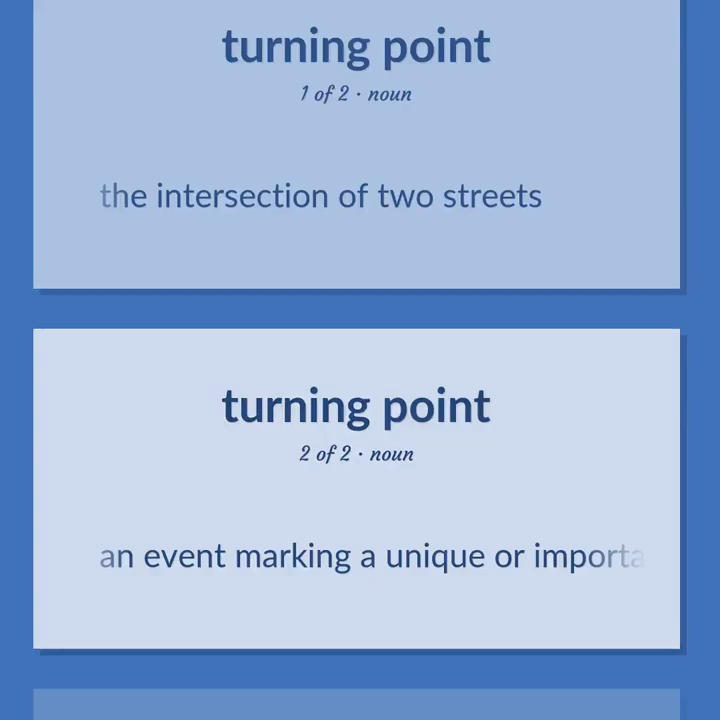 turning point
1 of 2 · noun
the intersection of two streets
turning point
2 of 2 · noun
an event marking a unique or importa